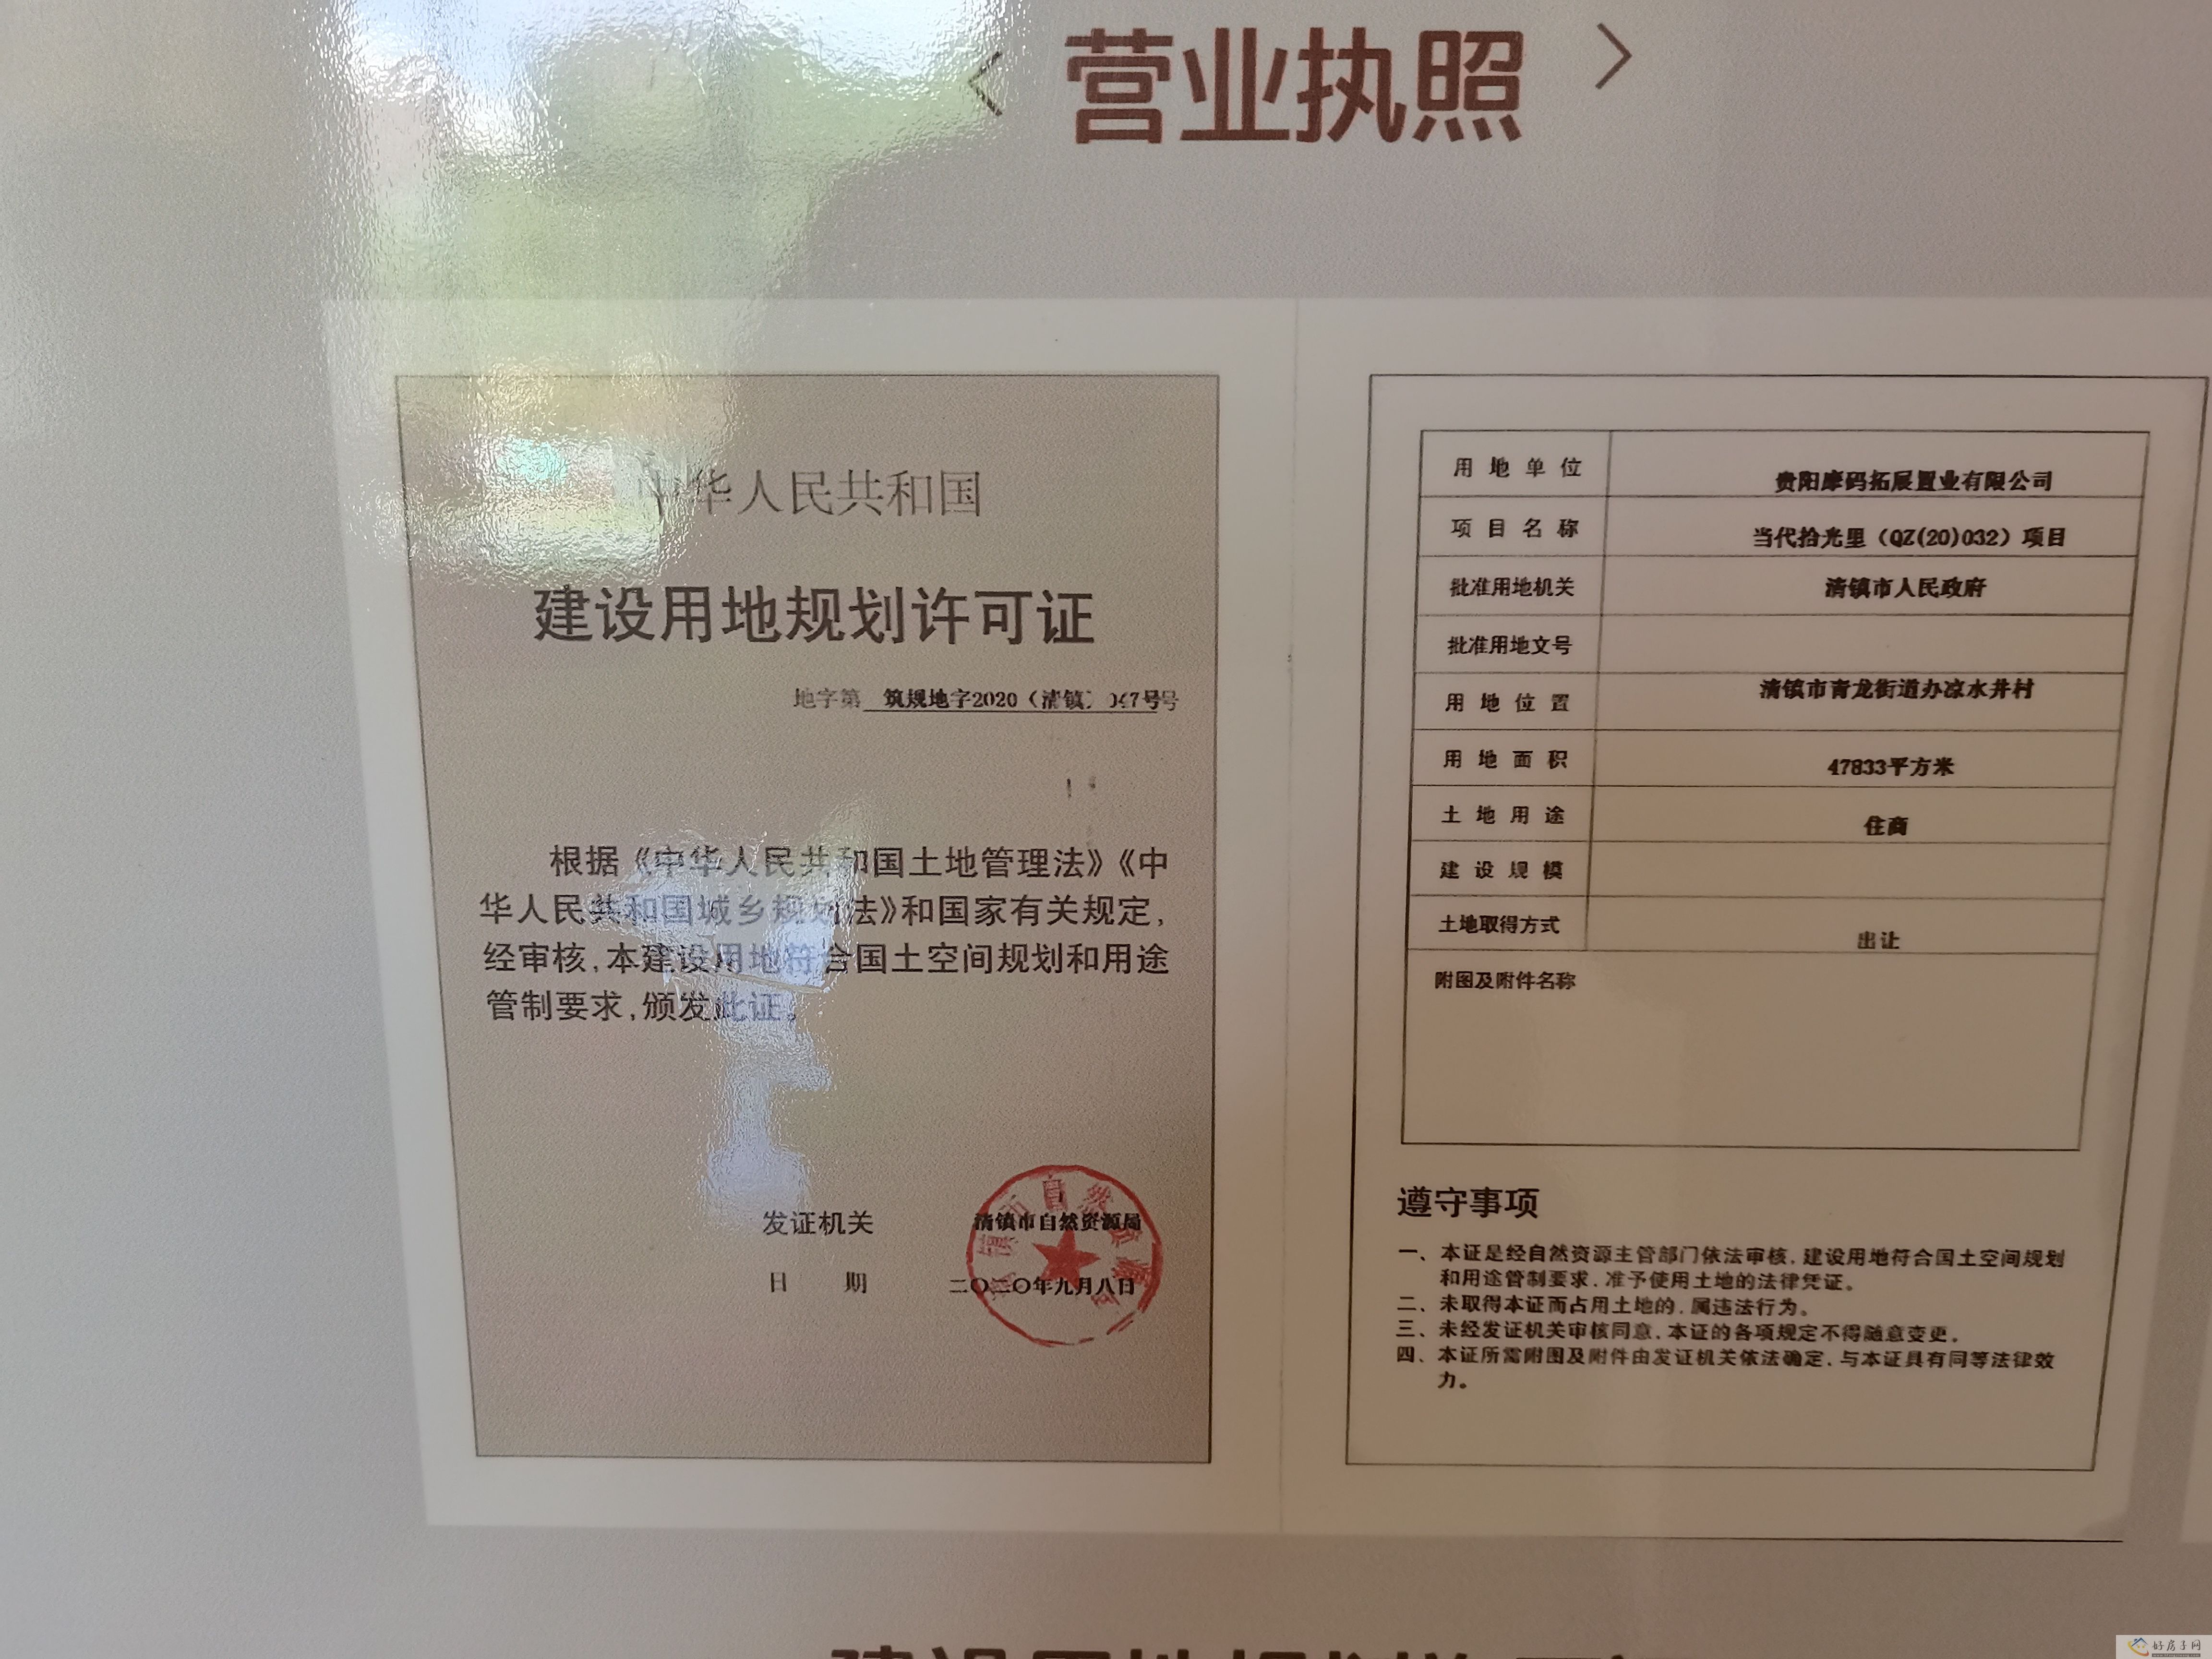 < 营业执照 >
中华人民共和国
建设用地规划许可证
地字第 筑规地字2020(清镇) 047号号
根据《中华人民共和国土地管理法》《中
华人民共和国城乡规划法》和国家有关规定,
经审核,本建设用地符合国土空间规划和用途
管制要求,颁发此证。
发证机关 清镇市自然资源局
日 期 二〇二〇年九月八日
用地单位 贵阳摩码拓展置业有限公司
项目名称 当代拾光里(QZ(20)032)项目
批准用地机关 清镇市人民政府
批准用地文号
用地位置 清镇市青龙街道办凉水井村
用地面积 47833平方米
土地用途 住商
建设规模
土地取得方式 出让
附图及附件名称
遵守事项
一、本证是经自然资源主管部门依法审核,建设用地符合国土空间规划
和用途管制要求,准予使用土地的法律凭证。
二、未取得本证而占用土地的,属违法行为。
三、未经发证机关审核同意,本证的各项规定不得随意变更。
四、本证所需附图及附件由发证机关依法确定,与本证具有同等法律效
力。
好房子网